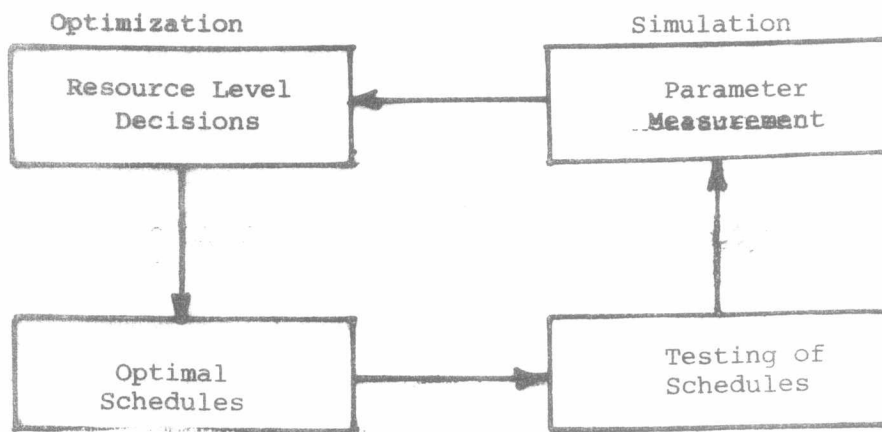 Optimization
Simulation
Resource Level
Decisions
Parameter
Measurement
Optimal
Schedules
Testing of
Schedules